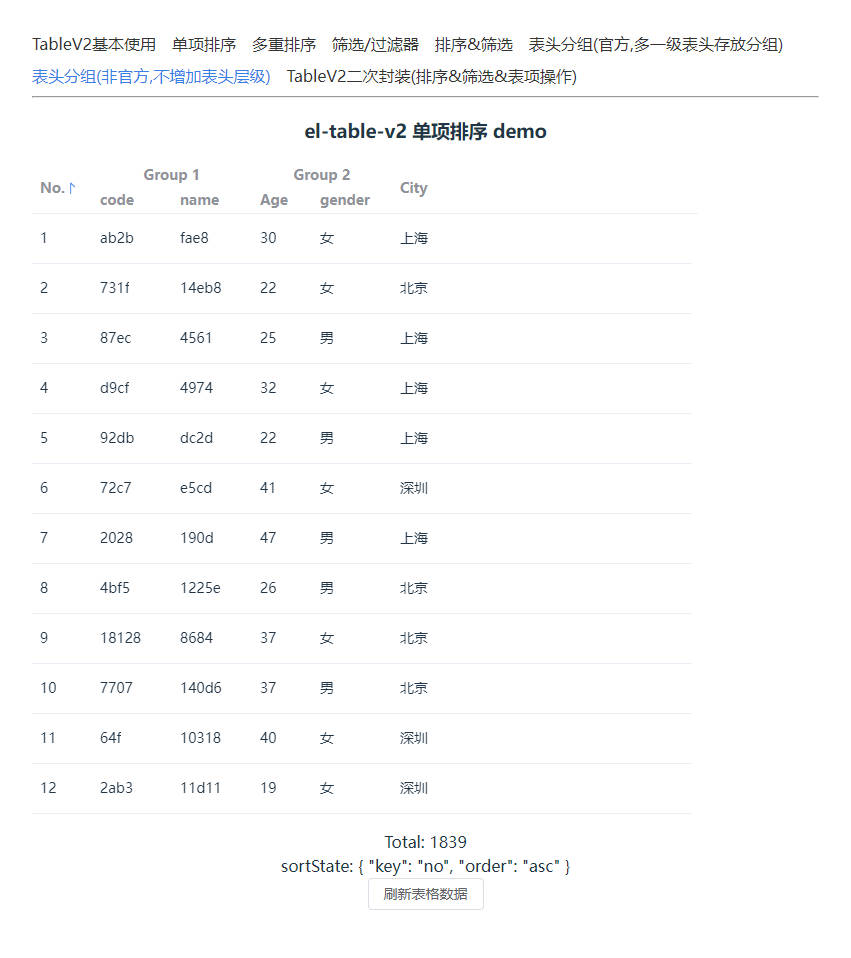 TableV2基本使用 单项排序 多重排序 筛选/过滤器 排序&筛选 表头分组(官方,多一级表头存放分组)
表头分组(非官方,不增加表头层级) TableV2二次封装(排序&筛选&表项操作)
el-table-v2 单项排序 demo
Group 1 Group 2
No. City
code name Age gender
1 ab2b fae8 30 女 上海
2 731f 14eb8 22 女 北京
3 87ec 4561 25 男 上海
4 d9cf 4974 32 女 上海
5 92db dc2d 22 男 上海
6 72c7 e5cd 41 女 深圳
7 2028 190d 47 男 上海
8 4bf5 1225e 26 男 北京
9 18128 8684 37 女 北京
10 7707 140d6 37 男 北京
11 64f 10318 40 女 深圳
12 2ab3 11d11 19 女 深圳
Total: 1839
sortState: { "key": "no", "order": "asc" }
刷新表格数据